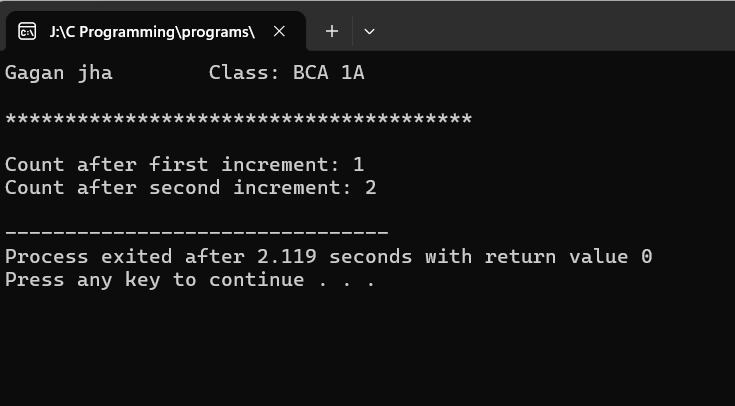 J:\C Programming\programs\
Gagan jha        Class: BCA 1A
***************************************
Count after first increment: 1
Count after second increment: 2
--------------------------------
Process exited after 2.119 seconds with return value 0
Press any key to continue . . .